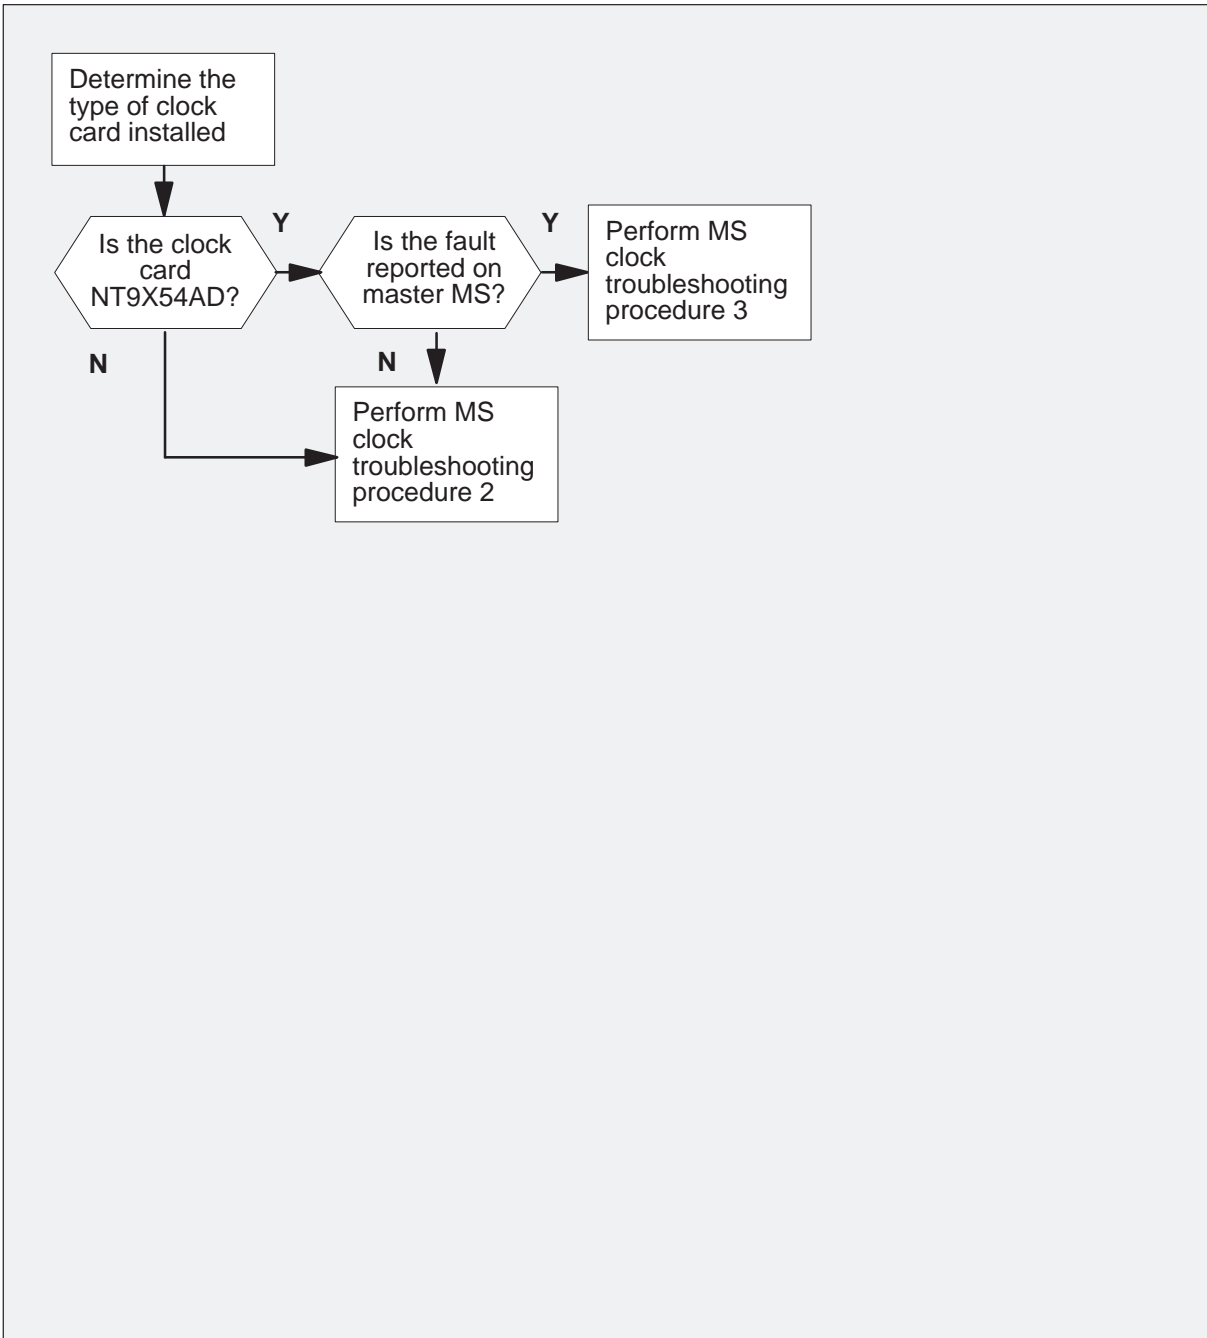 Determine the
type of clock
card installed
Is the clock
card
NT9X54AD?
Y
Is the fault
reported on
master MS?
Y
Perform MS
clock
troubleshooting
procedure 3
N
N
Perform MS
clock
troubleshooting
procedure 2